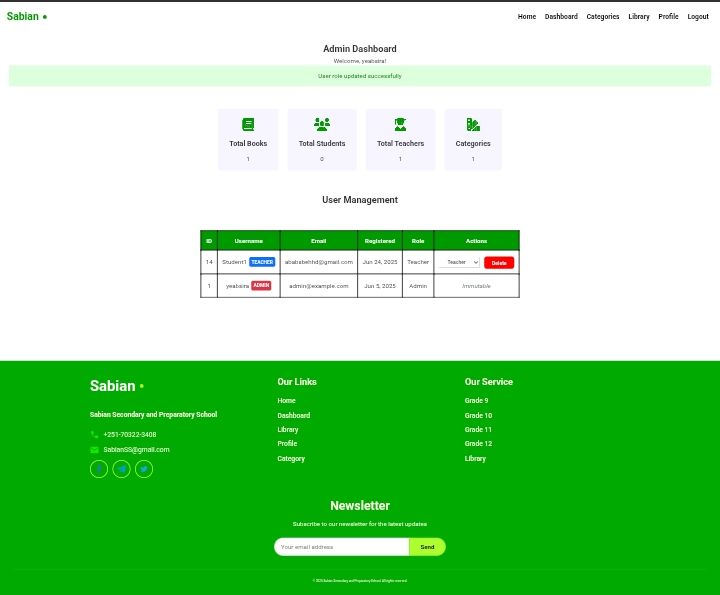 Sabian
Home Dashboard Categories Library Profile Logout
Admin Dashboard
Welcome, yeabsira!
User role updated successfully
Total Books Total Students Total Teachers Categories
1 0 1 1
User Management
ID Username Email Registered Role Actions
14 Student1 TEACHER abababehhd@gmail.com Jun 24, 2025 Teacher Teacher Delete
1 yeabsira ADMIN admin@example.com Jun 5, 2025 Admin Immutable
Sabian Our Links Our Service
Home Grade 9
Sabian Secondary and Preparatory School Dashboard Grade 10
Library Grade 11
+251-70322-3408 Profile Grade 12
SabianSS@gmail.com Category Library
Newsletter
Subscribe to our newsletter for the latest updates
Your email address Send
© 2025 Sabian Secondary and Preparatory School. All rights reserved.